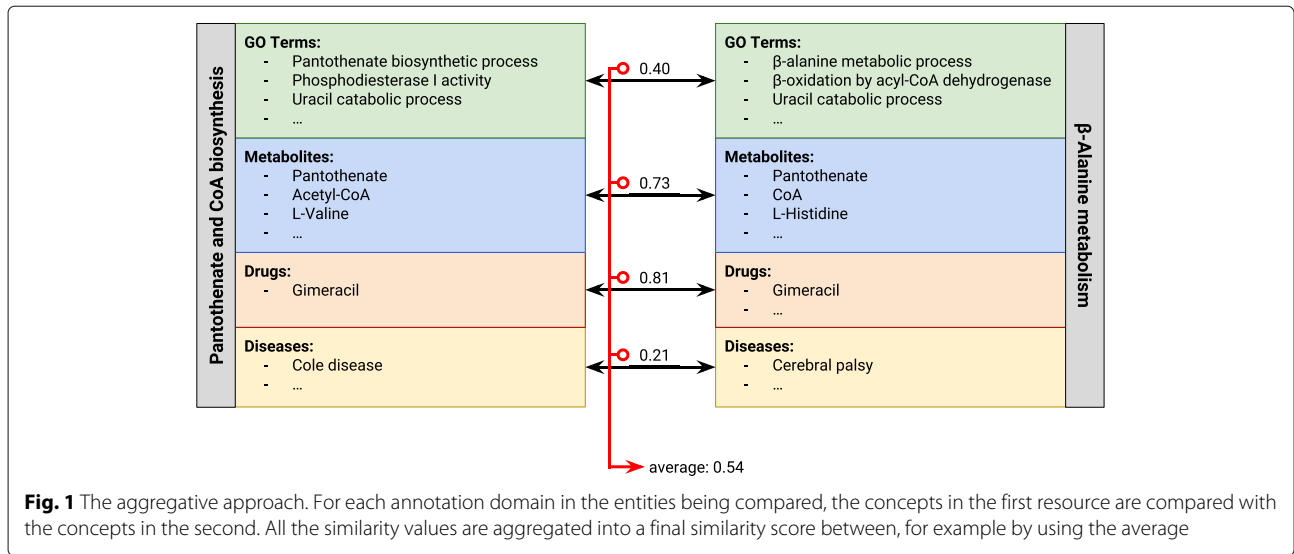 Pantothenate and CoA biosynthesis
GO Terms:
- Pantothenate biosynthetic process
- Phosphodiesterase I activity
- Uracil catabolic process
- ...
Metabolites:
- Pantothenate
- Acetyl-CoA
- L-Valine
- ...
Drugs:
- Gimeracil
Diseases:
- Cole disease
- ...
0.40
0.73
0.81
0.21
average: 0.54
GO Terms:
- β-alanine metabolic process
- β-oxidation by acyl-CoA dehydrogenase
- Uracil catabolic process
- ...
Metabolites:
- Pantothenate
- CoA
- L-Histidine
- ...
Drugs:
- Gimeracil
- ...
Diseases:
- Cerebral palsy
- ...
β-Alanine metabolism
Fig. 1 The aggregative approach. For each annotation domain in the entities being compared, the concepts in the first resource are compared with
the concepts in the second. All the similarity values are aggregated into a final similarity score between, for example by using the average